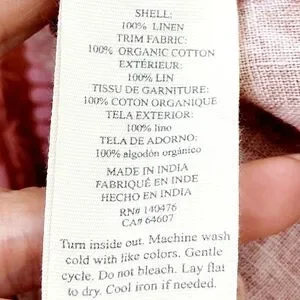 SHELL:
100% LINEN
TRIM FABRIC:
100% ORGANIC COTTON
EXTÉRIEUR:
100% LIN
TISSU DE GARNITURE:
100% COTON ORGANIQUE
TELA EXTERIOR:
100% lino
TELA DE ADORNO:
100% algodón orgánico
MADE IN INDIA
FABRIQUÉ EN INDE
HECHO EN INDIA
RN# 140476
CA# 64607
Turn inside out. Machine wash
cold with like colors. Gentle
cycle. Do not bleach. Lay flat
to dry. Cool iron if needed.